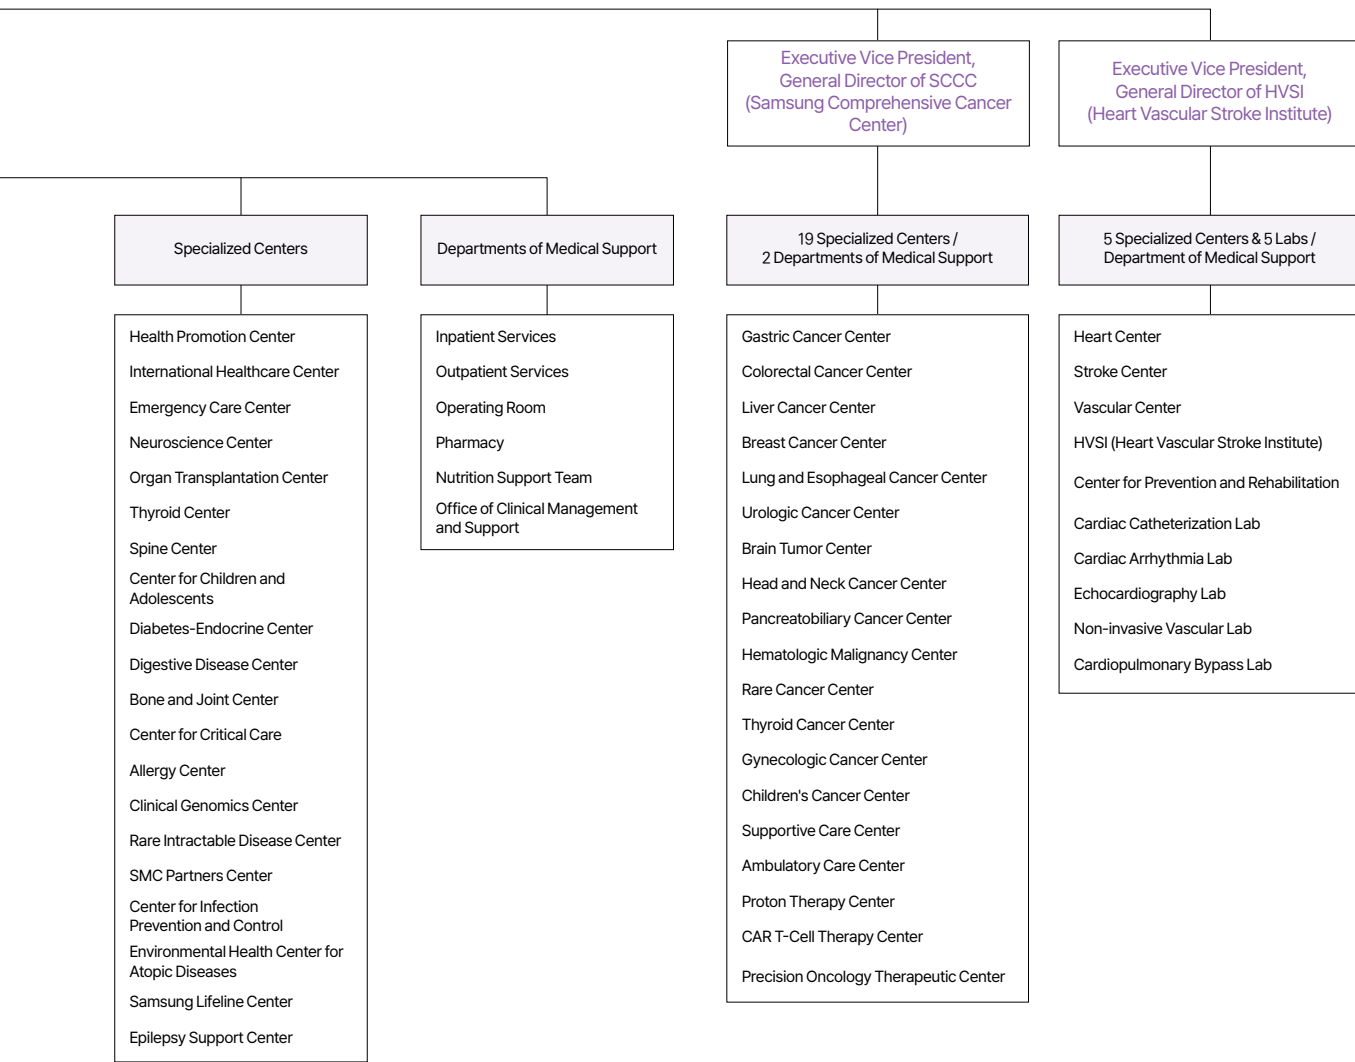 Executive Vice President,
General Director of SCCC
(Samsung Comprehensive Cancer
Center)
Executive Vice President,
General Director of HVSI
(Heart Vascular Stroke Institute)
Specialized Centers
Departments of Medical Support
19 Specialized Centers /
2 Departments of Medical Support
5 Specialized Centers & 5 Labs /
Department of Medical Support
Health Promotion Center
International Healthcare Center
Emergency Care Center
Neuroscience Center
Organ Transplantation Center
Thyroid Center
Spine Center
Center for Children and
Adolescents
Diabetes-Endocrine Center
Digestive Disease Center
Bone and Joint Center
Center for Critical Care
Allergy Center
Clinical Genomics Center
Rare Intractable Disease Center
SMC Partners Center
Center for Infection
Prevention and Control
Environmental Health Center for
Atopic Diseases
Samsung Lifeline Center
Epilepsy Support Center
Inpatient Services
Outpatient Services
Operating Room
Pharmacy
Nutrition Support Team
Office of Clinical Management
and Support
Gastric Cancer Center
Colorectal Cancer Center
Liver Cancer Center
Breast Cancer Center
Lung and Esophageal Cancer Center
Urologic Cancer Center
Brain Tumor Center
Head and Neck Cancer Center
Pancreatobiliary Cancer Center
Hematologic Malignancy Center
Rare Cancer Center
Thyroid Cancer Center
Gynecologic Cancer Center
Children's Cancer Center
Supportive Care Center
Ambulatory Care Center
Proton Therapy Center
CAR T-Cell Therapy Center
Precision Oncology Therapeutic Center
Heart Center
Stroke Center
Vascular Center
HVSI (Heart Vascular Stroke Institute)
Center for Prevention and Rehabilitation
Cardiac Catheterization Lab
Cardiac Arrhythmia Lab
Echocardiography Lab
Non-invasive Vascular Lab
Cardiopulmonary Bypass Lab